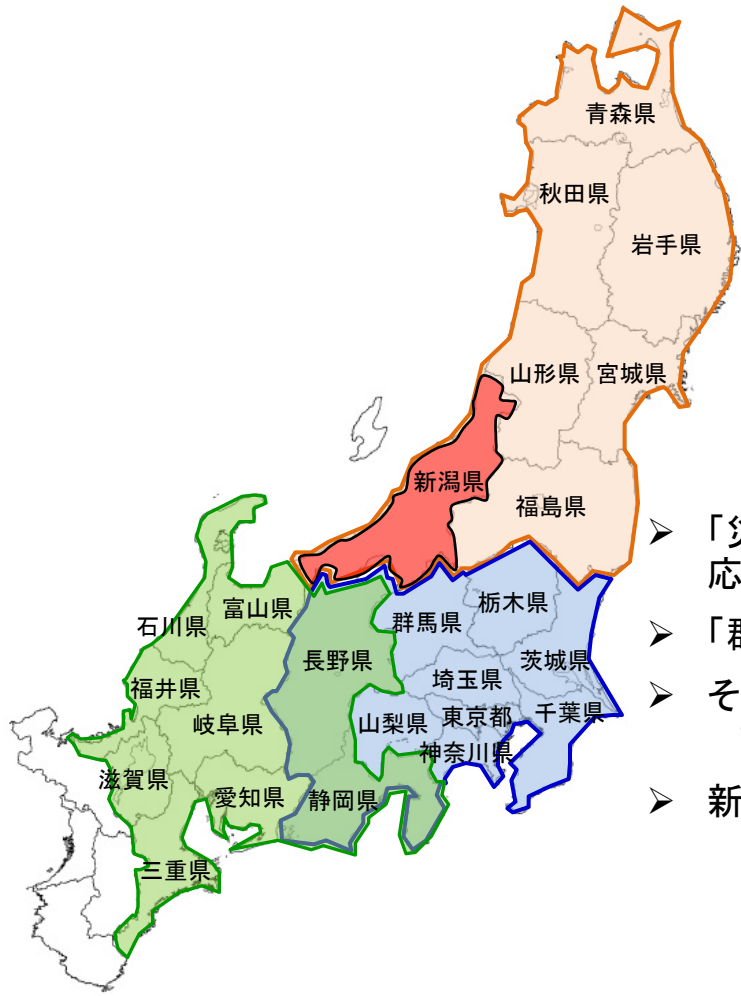 青森県
秋田県
岩手県
山形県
宮城県
新潟県
福島県
➢ 「災
応
➢ 「群
➢ そ
➢ 新
富山県
石川県
長野県
群馬県
栃木県
茨城県
福井県
岐阜県
埼玉県
山梨県
東京都
千葉県
神奈川県
滋賀県
愛知県
静岡県
三重県